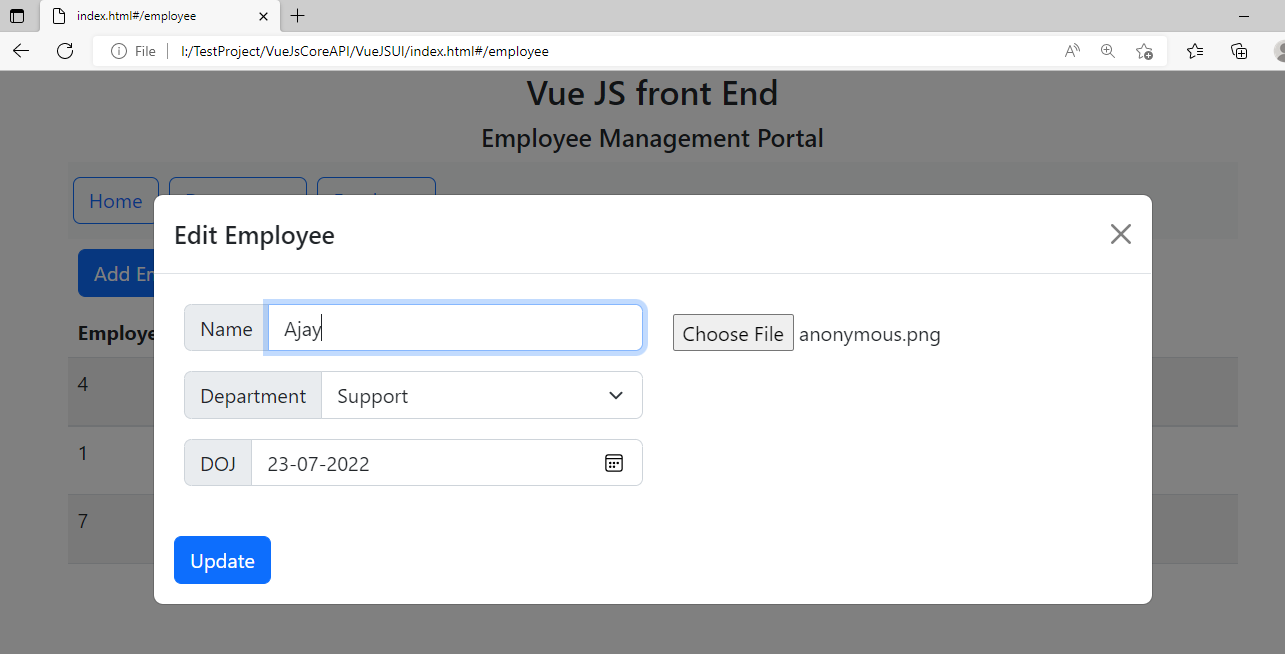 index.html#/employee
File
I:/TestProject/VueJsCoreAPI/VueJSUI/index.html#/employee
Vue JS front End
Employee Management Portal
Home
Add
Edit Employee
Name Ajay
Choose File anonymous.png
Department Support
DOJ 23-07-2022
4
1
7
Update